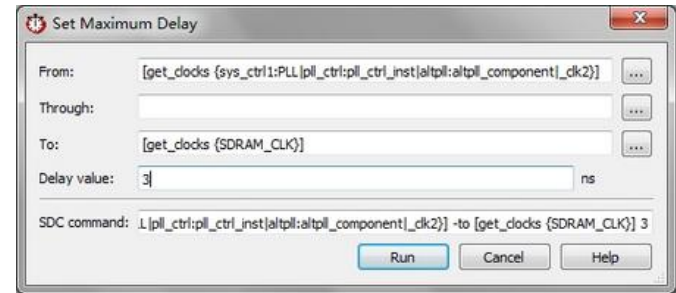 Set Maximum Delay
From: [get_clocks {sys_ctrl1:PLL|pll_ctrl:pll_ctrl_inst|altpll:altpll_component|_clk2}] ...
Through: ...
To: [get_clocks {SDRAM_CLK}] ...
Delay value: 3 ns
SDC command: .L|pll_ctrl:pll_ctrl_inst|altpll:altpll_component|_clk2}] -to [get_clocks {SDRAM_CLK}] 3
Run Cancel Help